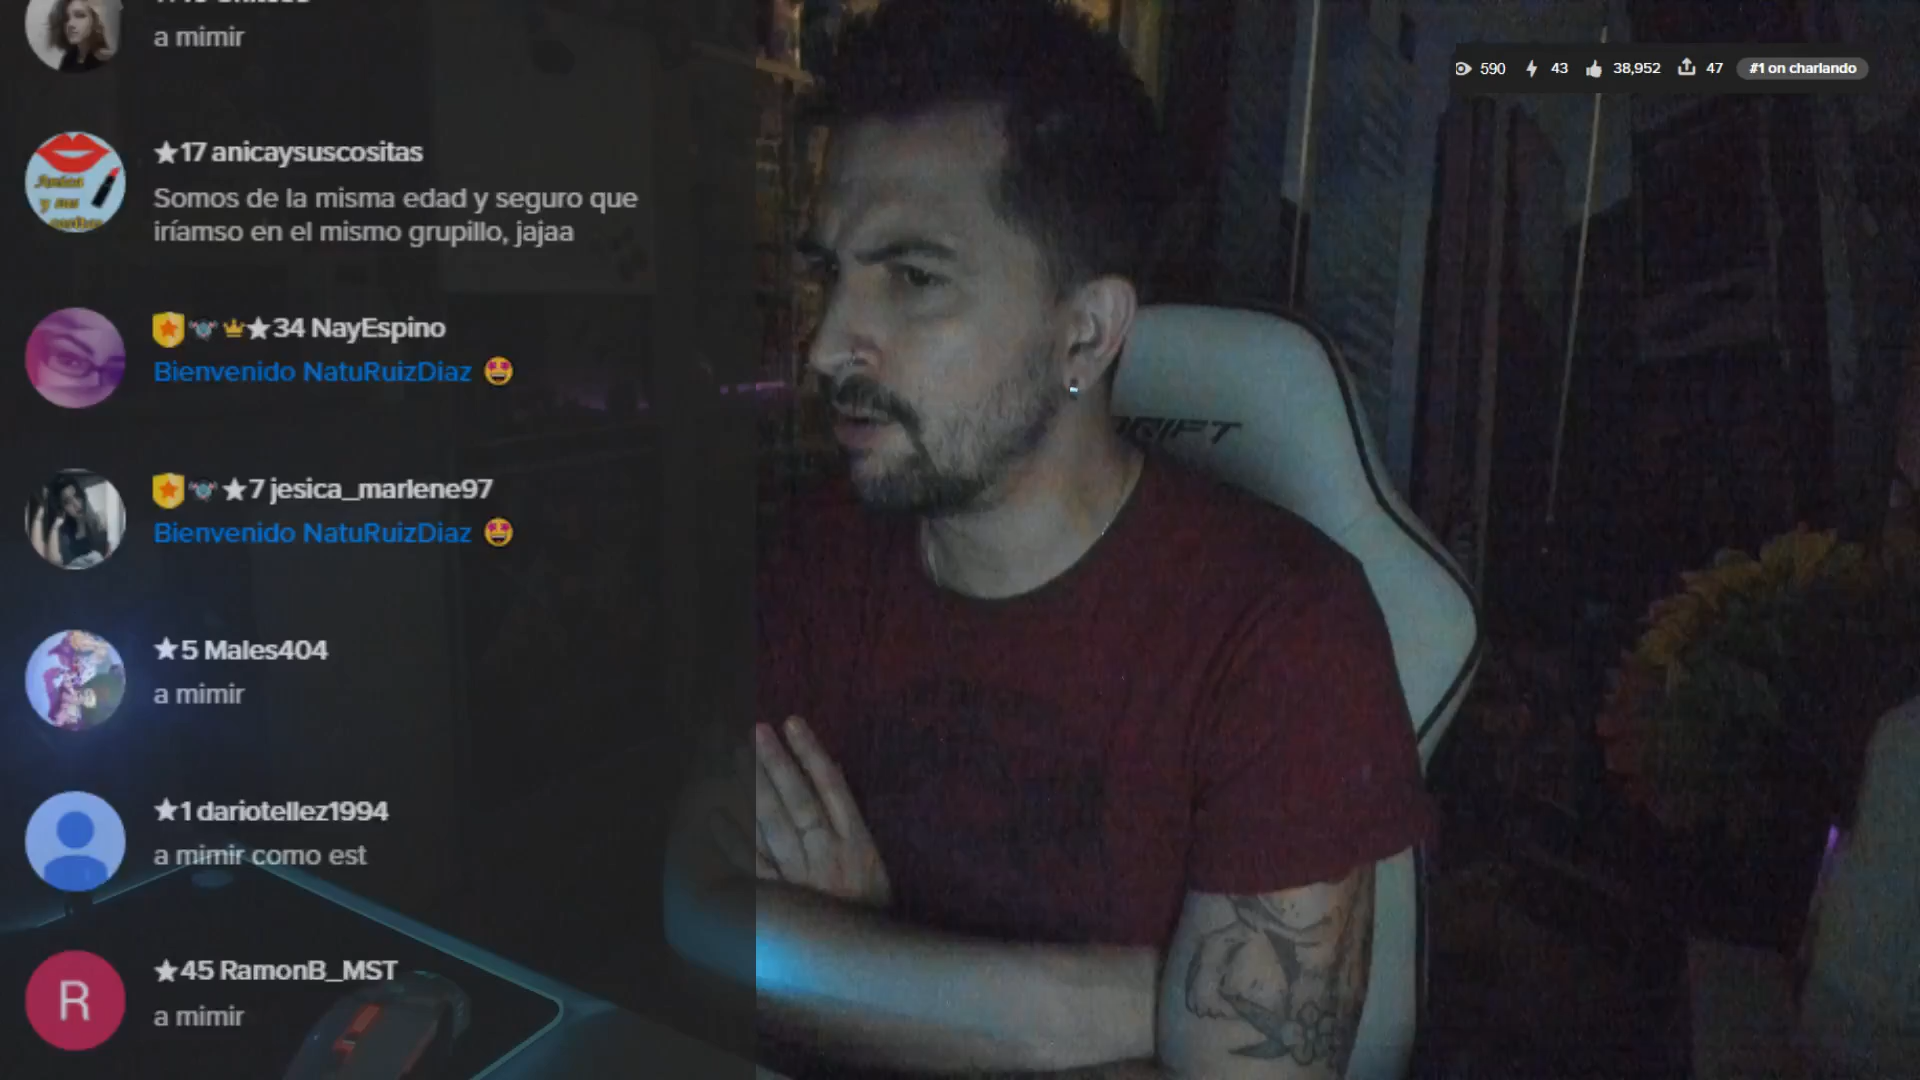 a mimir
★17 anicaysuscositas
Somos de la misma edad y seguro que
iríamso en el mismo grupillo, jajaa
★34 NayEspino
Bienvenido NatuRuizDiaz 🤩
★7 jesica_marlene97
Bienvenido NatuRuizDiaz 🤩
★5 Males404
a mimir
★1 dariotellez1994
a mimir como est
R
★45 RamonB_MST
a mimir
590 43 38,952 47 #1 on charlando
DRIFT